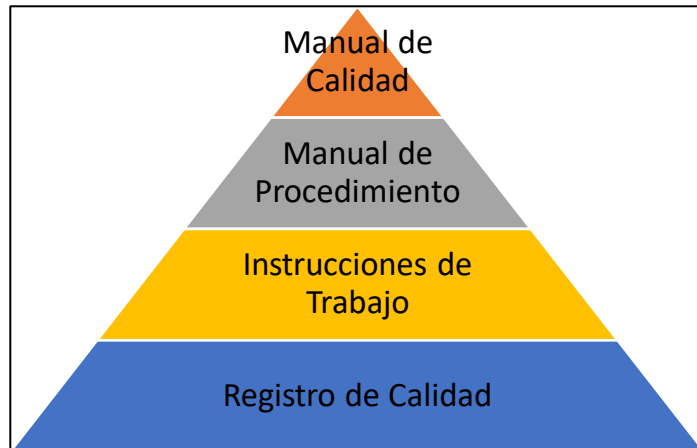 Manual de
Calidad
Manual de
Procedimiento
Instrucciones de
Trabajo
Registro de Calidad